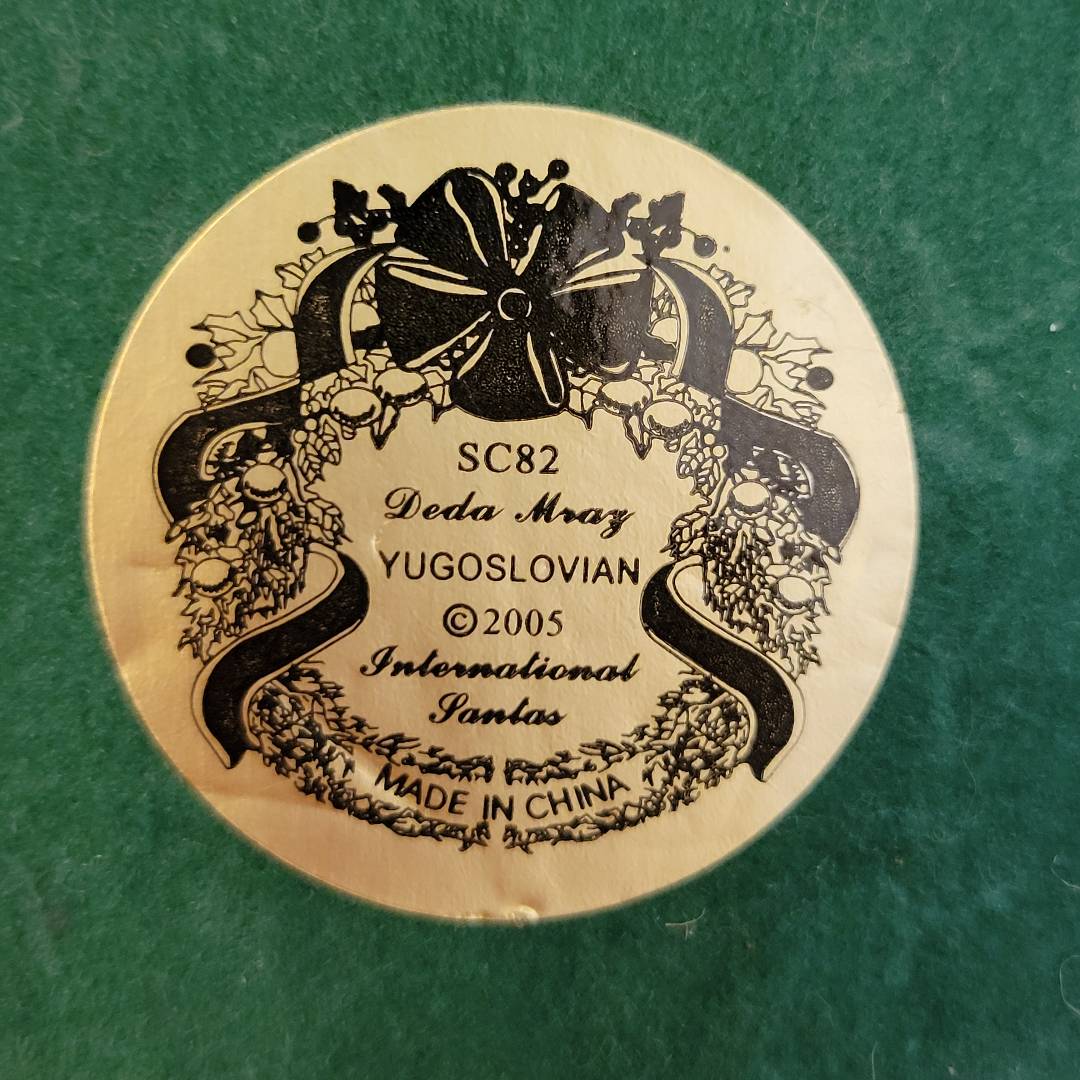 SC82
Deda Mraz
YUGOSLOVIAN
©2005
International
Santas
MADE IN CHINA